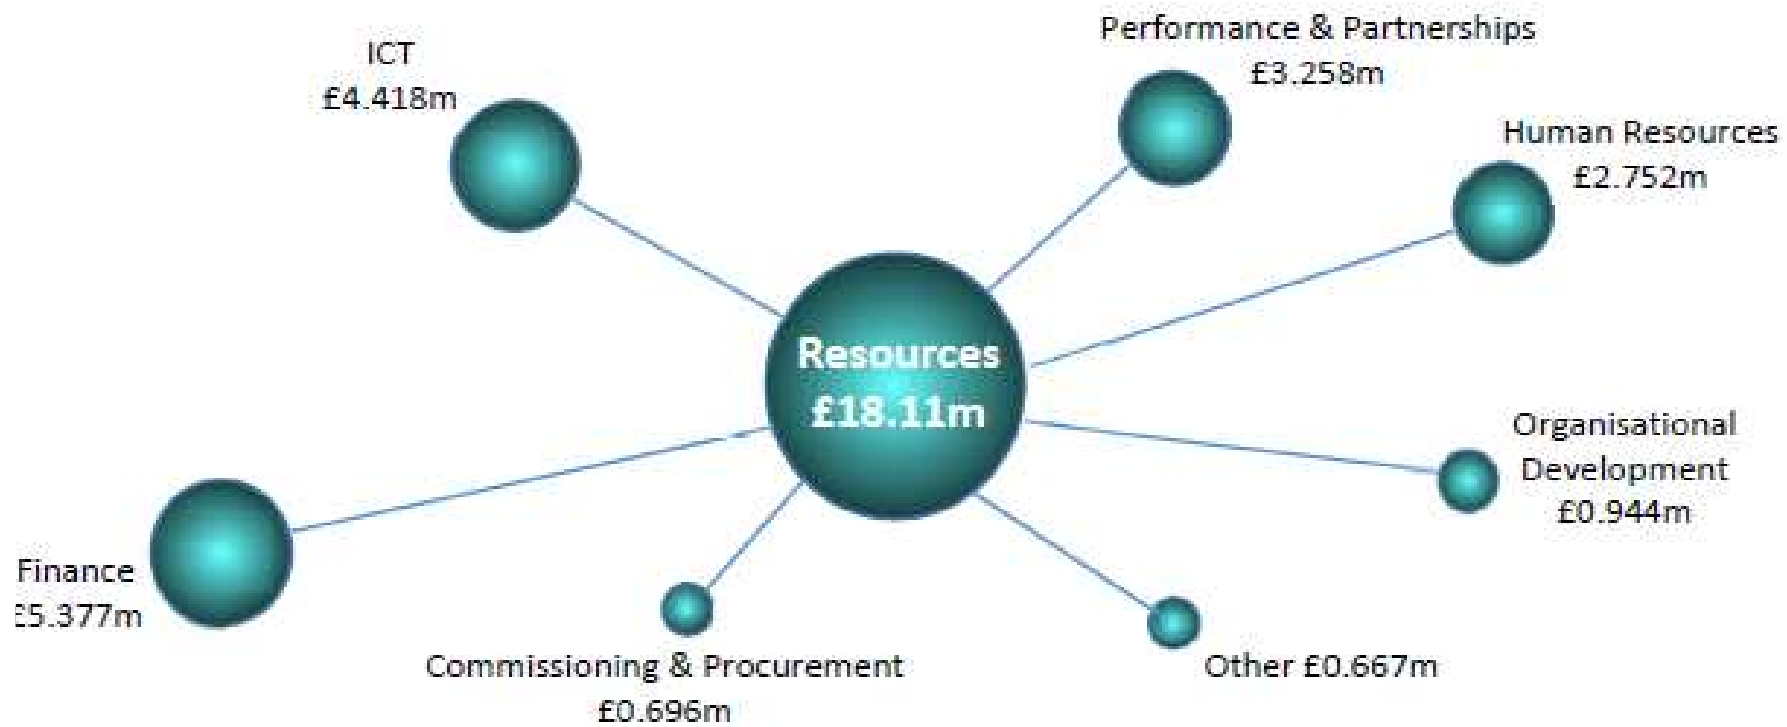 ICT
£4.418m
Performance & Partnerships
£3.258m
Human Resources
£2.752m
Resources
£18.11m
Organisational
Development
£0.944m
Finance
£5.377m
Commissioning & Procurement
£0.696m
Other £0.667m